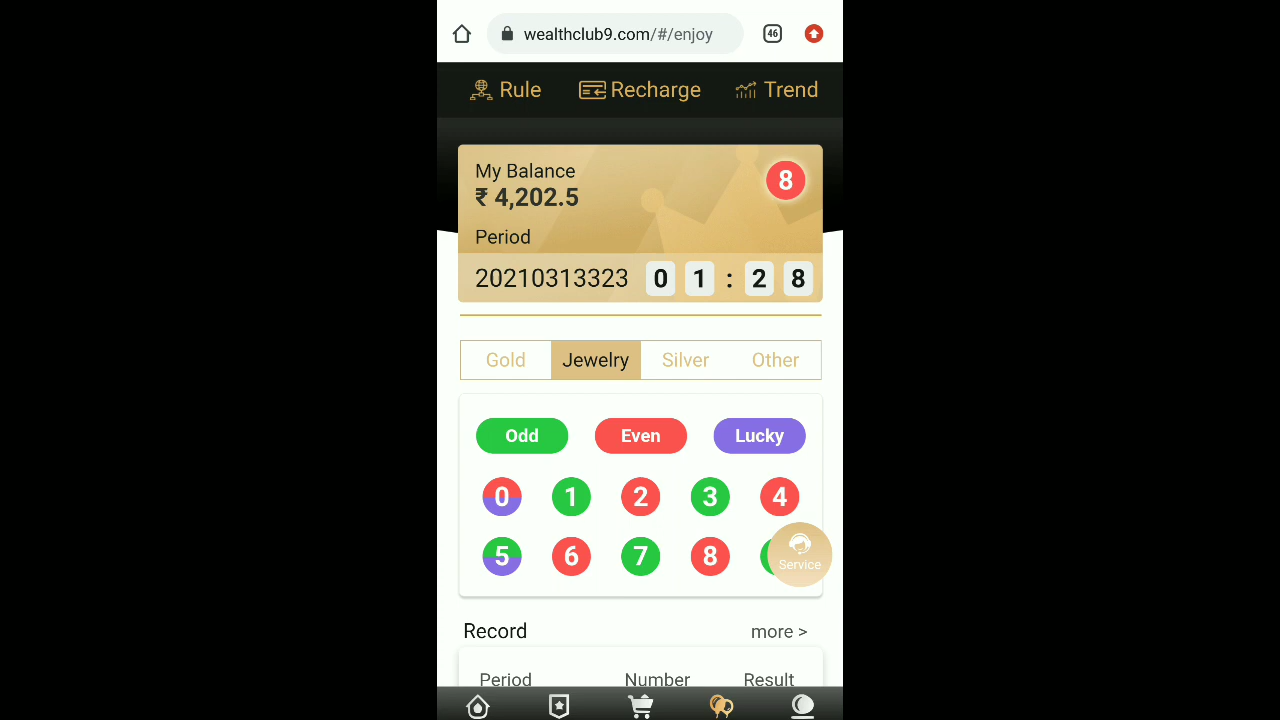 wealthclub9.com/#/enjoy
46
Rule Recharge Trend
My Balance
8
₹ 4,202.5
Period
20210313323 0 1 : 2 8
Gold Jewelry Silver Other
Odd Even Lucky
0 1 2 3 4
5 6 7 8
Service
Record more >
Period Number Result